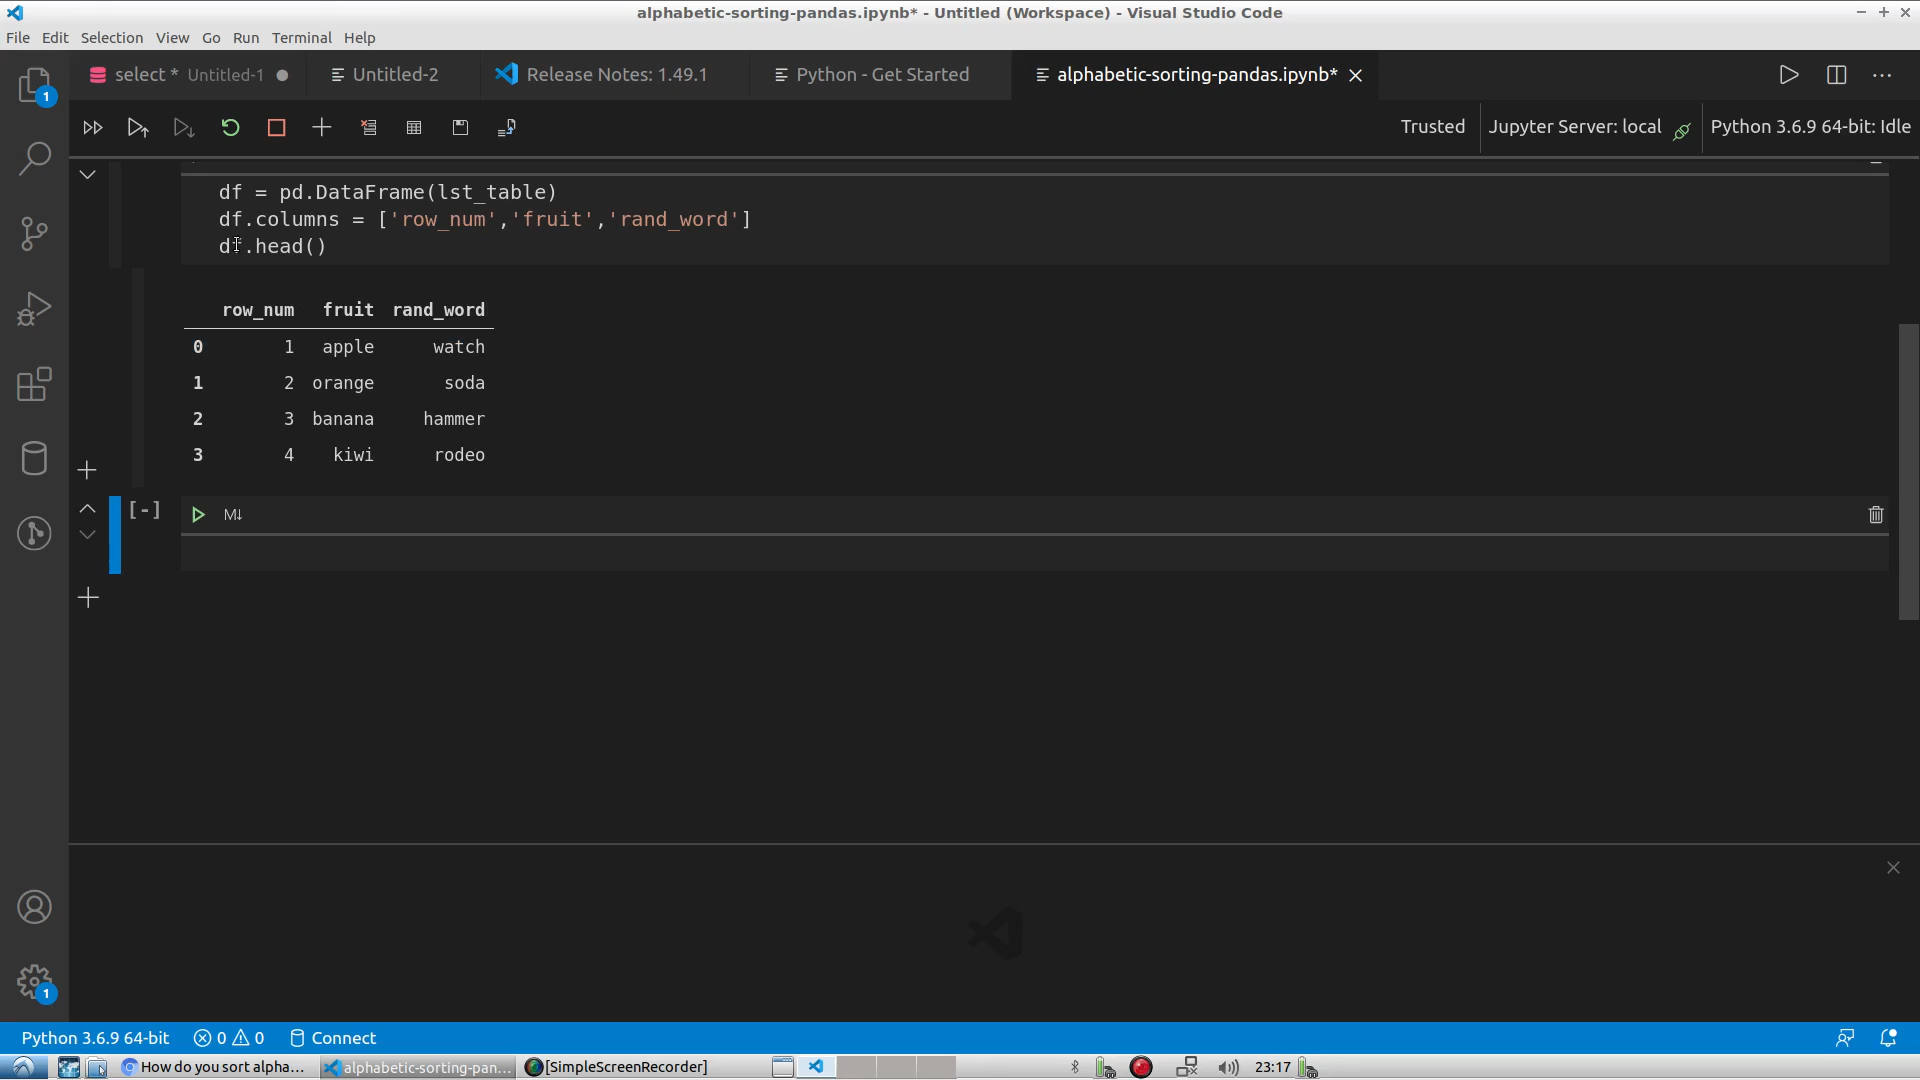 alphabetic-sorting-pandas.ipynb* - Untitled (Workspace) - Visual Studio Code
File Edit Selection View Go Run Terminal Help
select * Untitled-1 Untitled-2 Release Notes: 1.49.1 Python - Get Started alphabetic-sorting-pandas.ipynb*
1
Trusted Jupyter Server: local Python 3.6.9 64-bit: Idle
df = pd.DataFrame(lst_table)
df.columns = ['row_num','fruit','rand_word']
df.head()
row_num fruit rand_word
0 1 apple watch
1 2 orange soda
2 3 banana hammer
3 4 kiwi rodeo
[-] M↓
1
Python 3.6.9 64-bit 0 0 Connect
How do you sort alpha... alphabetic-sorting-pan... [SimpleScreenRecorder] 23:17